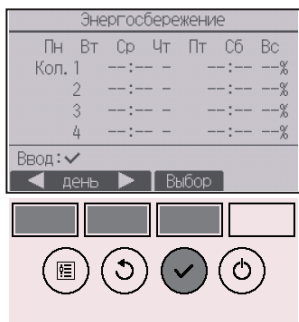 Энергосбережение
Пн Вт Ср Чт Пт Сб Вс
Кол. 1 --:-- - --:-- --%
2 --:-- - --:-- --%
3 --:-- - --:-- --%
4 --:-- - --:-- --%
Ввод:✓
◀ день ▶ Выбор